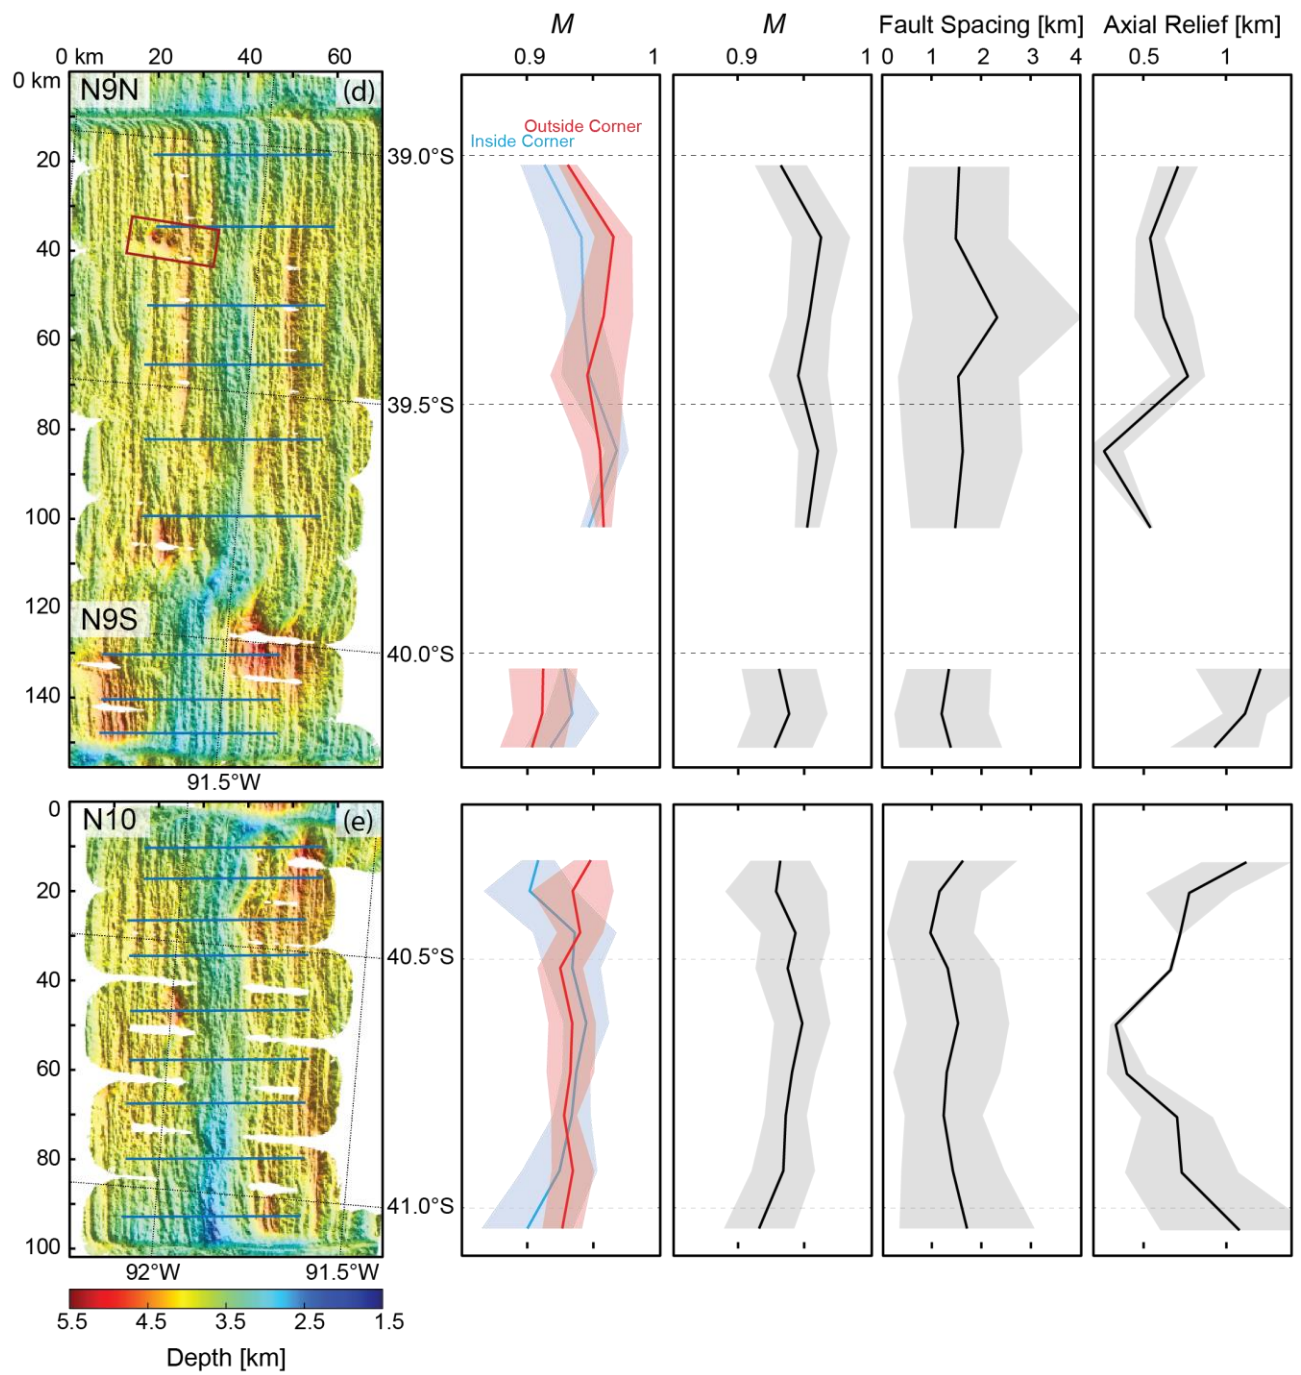 M M Fault Spacing [km] Axial Relief [km]
0 km 20 40 60 0.9 1 0.9 1 0 1 2 3 4 0.5 1
0 km
N9N (d)
Outside Corner
Inside Corner
39.0°S
20
40
60
39.5°S
80
100
120
N9S
40.0°S
140
91.5°W
0
N10 (e)
20
40.5°S
40
60
80
41.0°S
100
92°W 91.5°W
5.5 4.5 3.5 2.5 1.5
Depth [km]